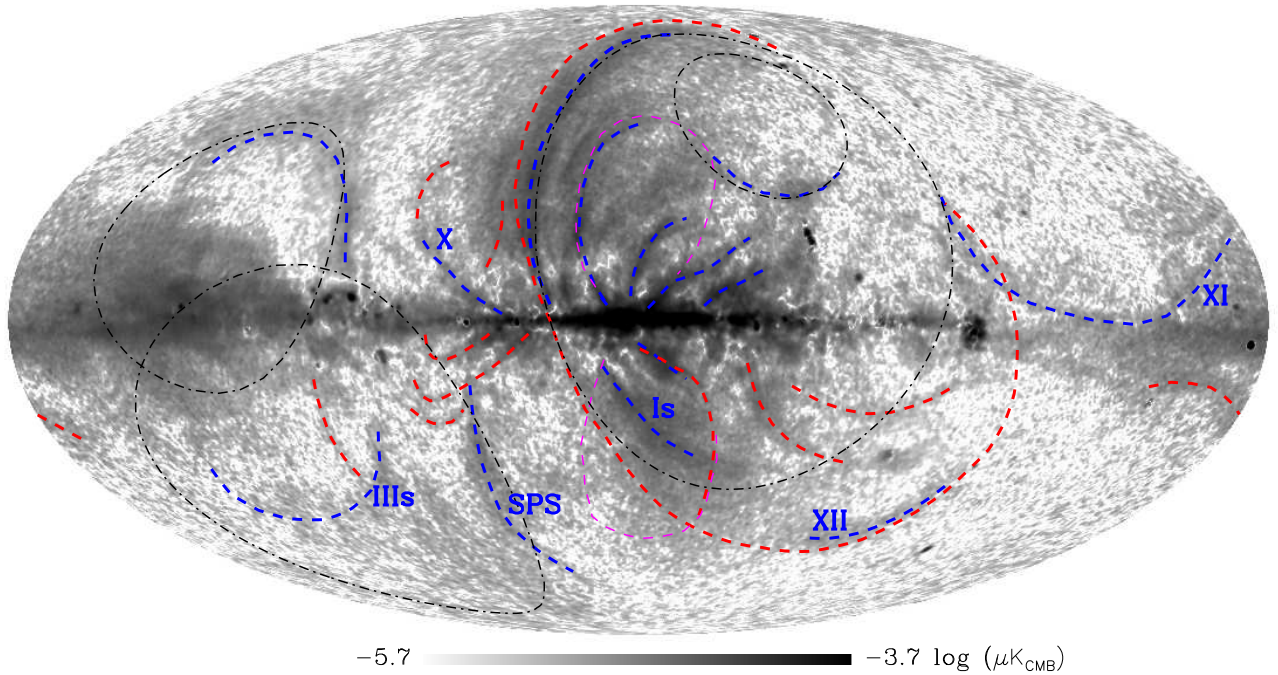 X
XI
Is
IIIs
SPS
XII
−5.7
−3.7 log (μK_CMB)